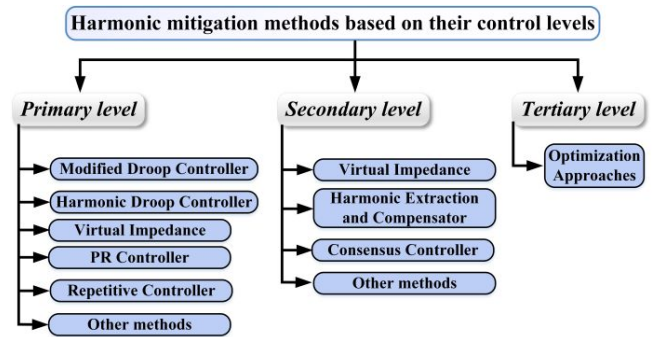 Harmonic mitigation methods based on their control levels
Primary level
Modified Droop Controller
Harmonic Droop Controller
Virtual Impedance
PR Controller
Repetitive Controller
Other methods
Secondary level
Virtual Impedance
Harmonic Extraction
and Compensator
Consensus Controller
Other methods
Tertiary level
Optimization
Approaches